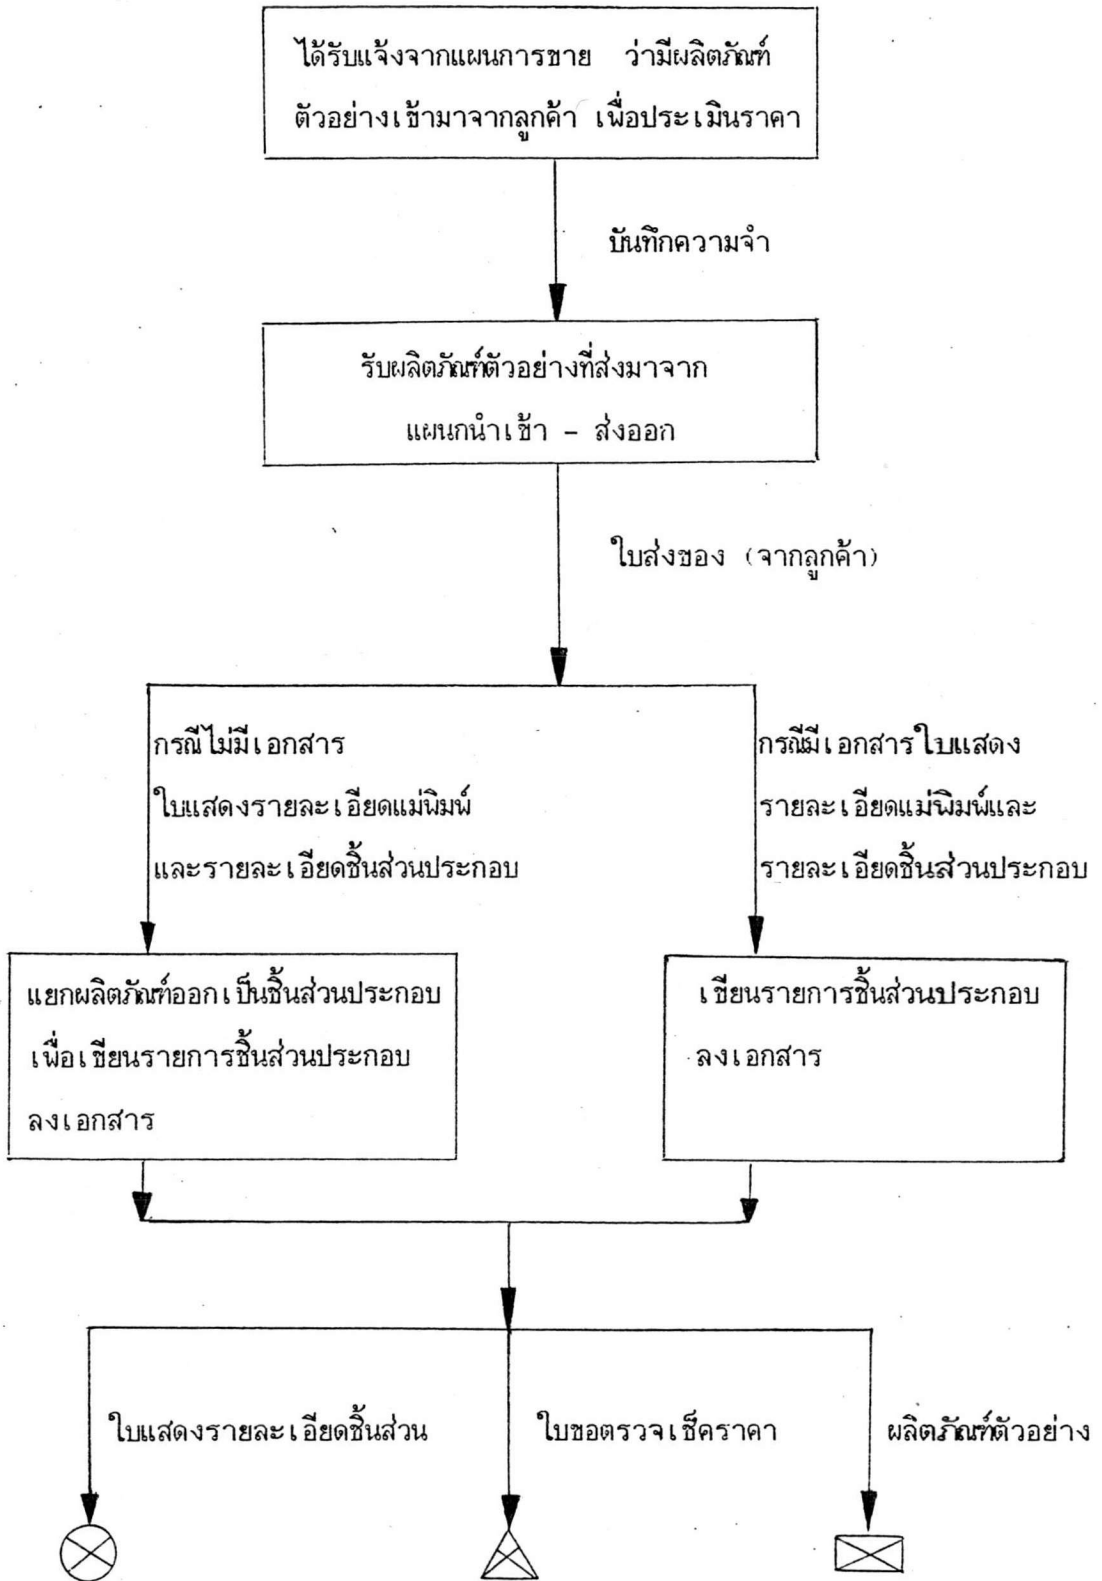 ได้รับแจ้งจากแผนการขาย ว่ามีผลิตภัณฑ์
ตัวอย่างเข้ามาจากลูกค้า เพื่อประเมินราคา
บันทึกความจำ
รับผลิตภัณฑ์ตัวอย่างที่ส่งมาจาก
แผนกนำเข้า - ส่งออก
ใบส่งของ (จากลูกค้า)
กรณีไม่มีเอกสาร
ใบแสดงรายละเอียดแม่พิมพ์
และรายละเอียดชิ้นส่วนประกอบ
กรณีมีเอกสารใบแสดง
รายละเอียดแม่พิมพ์และ
รายละเอียดชิ้นส่วนประกอบ
แยกผลิตภัณฑ์ออกเป็นชิ้นส่วนประกอบ
เพื่อเขียนรายการชิ้นส่วนประกอบ
ลงเอกสาร
เขียนรายการชิ้นส่วนประกอบ
ลงเอกสาร
ใบแสดงรายละเอียดชิ้นส่วน
ใบขอตรวจเช็คราคา
ผลิตภัณฑ์ตัวอย่าง